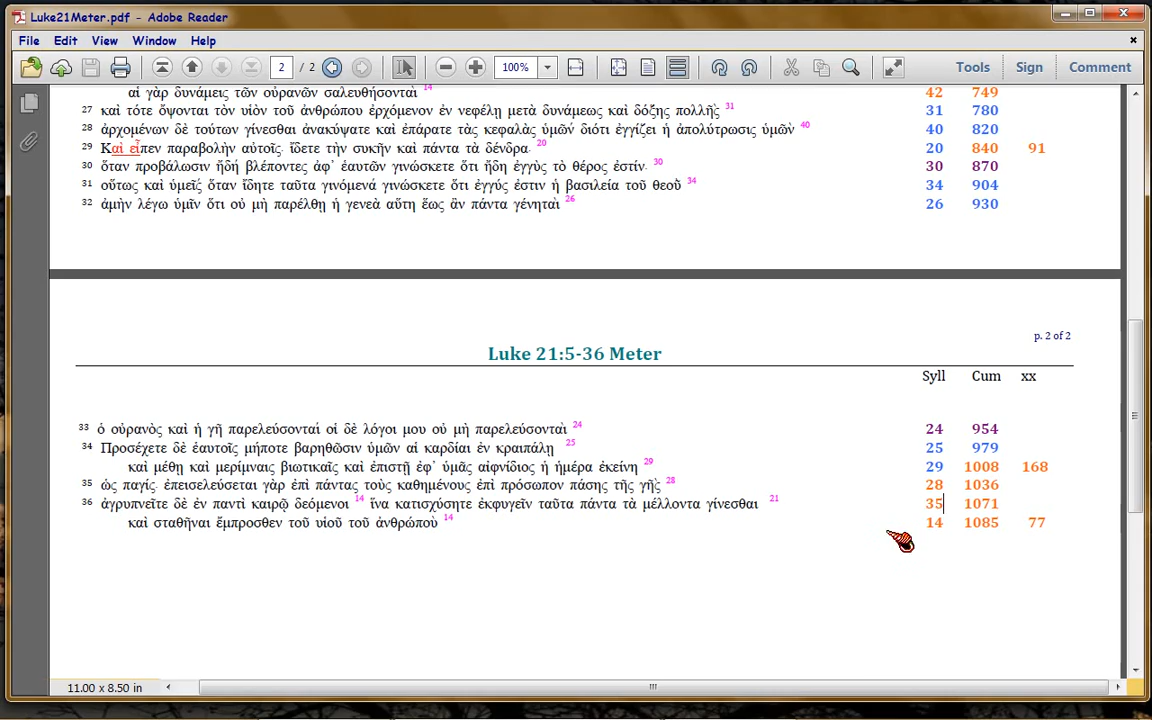 Luke21Meter.pdf - Adobe Reader
File Edit View Window Help
2 / 2 100% Tools Sign Comment
αἱ γὰρ δυνάμεις τῶν οὐρανῶν σαλευθήσονται 14 42 749
27 καὶ τότε ὄψονται τὸν υἱὸν τοῦ ἀνθρώπου ἐρχόμενον ἐν νεφέλῃ μετὰ δυνάμεως καὶ δόξης πολλῆς 31 31 780
28 ἀρχομένων δὲ τούτων γίνεσθαι ἀνακύψατε καὶ ἐπάρατε τὰς κεφαλὰς ὑμῶν διότι ἐγγίζει ἡ ἀπολύτρωσις ὑμῶν 40 40 820
29 Καὶ εἶπεν παραβολὴν αὐτοῖς· ἴδετε τὴν συκῆν καὶ πάντα τὰ δένδρα· 20 20 840 91
30 ὅταν προβάλωσιν ἤδη βλέποντες ἀφ' ἑαυτῶν γινώσκετε ὅτι ἤδη ἐγγὺς τὸ θέρος ἐστίν· 30 30 870
31 οὕτως καὶ ὑμεῖς ὅταν ἴδητε ταῦτα γινόμενα γινώσκετε ὅτι ἐγγύς ἐστιν ἡ βασιλεία τοῦ θεοῦ 34 34 904
32 ἀμὴν λέγω ὑμῖν ὅτι οὐ μὴ παρέλθῃ ἡ γενεὰ αὕτη ἕως ἂν πάντα γένηται 26 26 930
p. 2 of 2
Luke 21:5-36 Meter
Syll Cum xx
33 ὁ οὐρανὸς καὶ ἡ γῆ παρελεύσονται οἱ δὲ λόγοι μου οὐ μὴ παρελεύσονται 24 24 954
34 Προσέχετε δὲ ἑαυτοῖς μήποτε βαρηθῶσιν ὑμῶν αἱ καρδίαι ἐν κραιπάλῃ 25 25 979
καὶ μέθῃ καὶ μερίμναις βιωτικαῖς καὶ ἐπιστῇ ἐφ' ὑμᾶς αἰφνίδιος ἡ ἡμέρα ἐκείνη 29 29 1008 168
35 ὡς παγίς· ἐπεισελεύσεται γὰρ ἐπὶ πάντας τοὺς καθημένους ἐπὶ πρόσωπον πάσης τῆς γῆς 28 28 1036
36 ἀγρυπνεῖτε δὲ ἐν παντὶ καιρῷ δεόμενοι 14 ἵνα κατισχύσητε ἐκφυγεῖν ταῦτα πάντα τὰ μέλλοντα γίνεσθαι 21 35 1071
καὶ σταθῆναι ἔμπροσθεν τοῦ υἱοῦ τοῦ ἀνθρώπου 14 14 1085 77
11.00 x 8.50 in